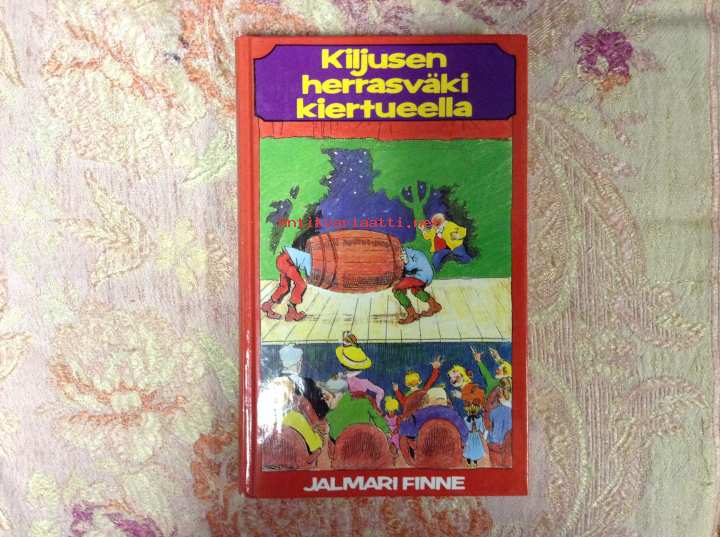 Kiljusen
herrasväki
kiertueella
Antikvariaatti.net
JALMARI FINNE